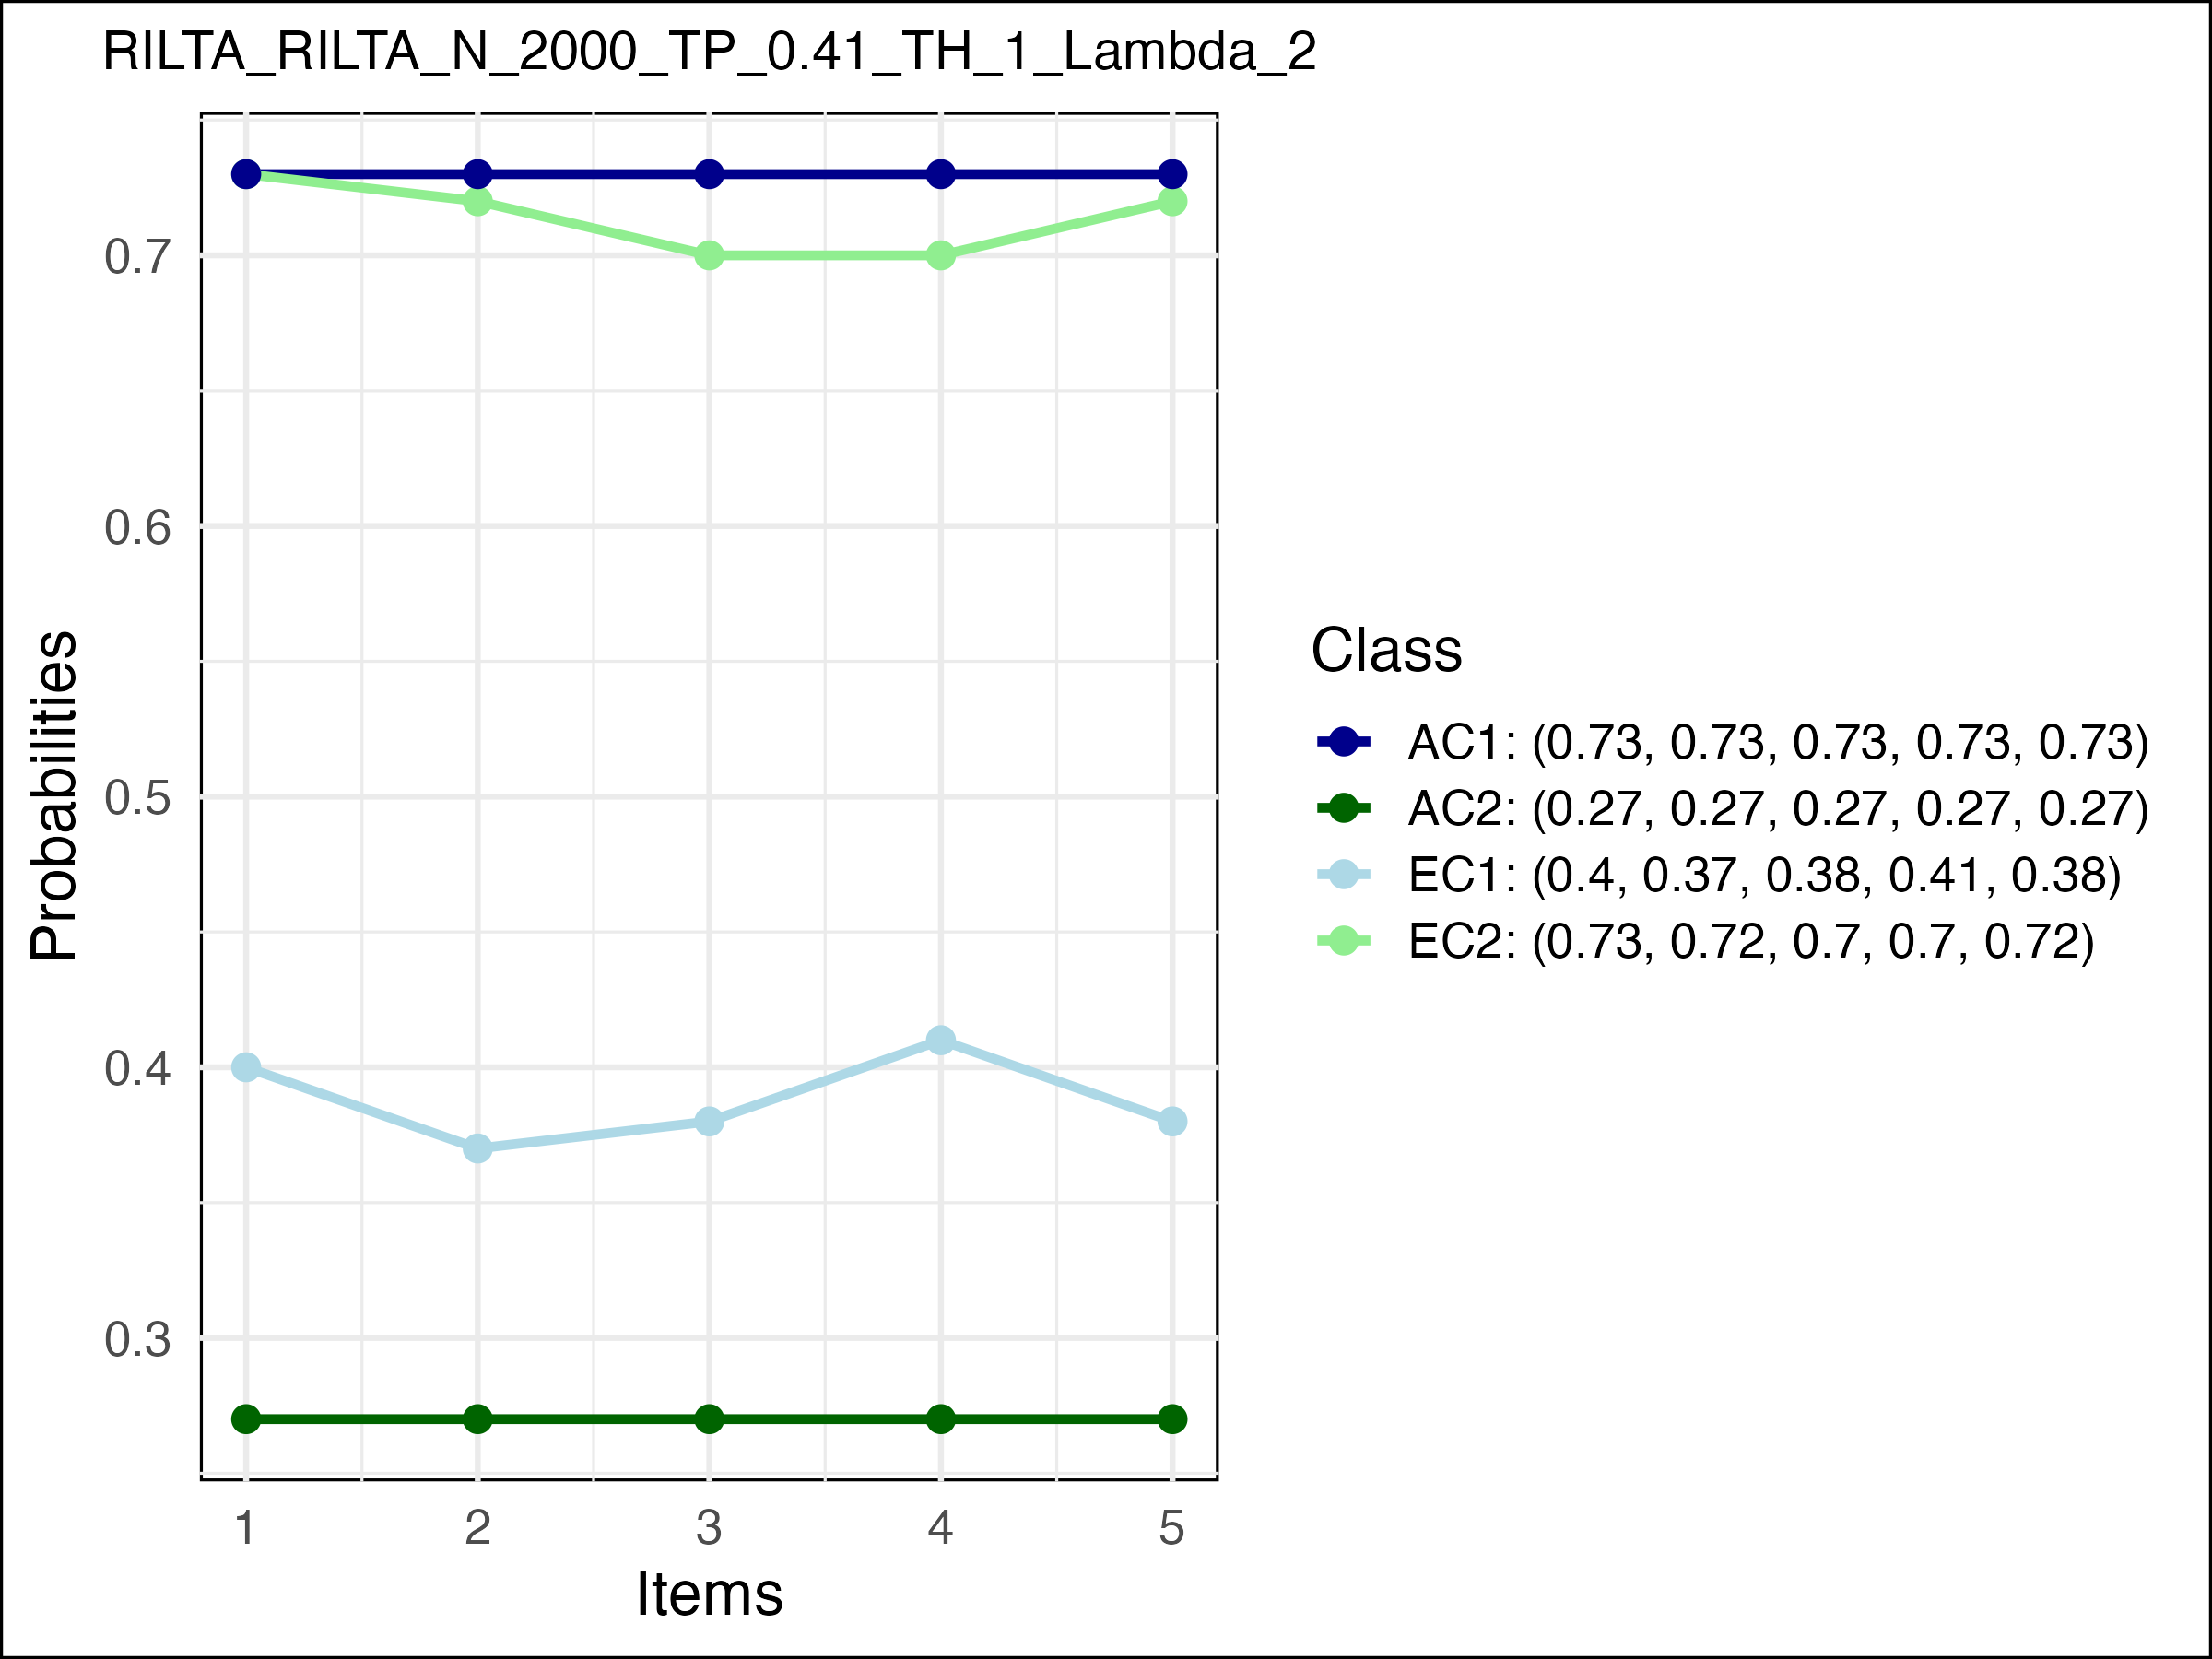 RILTA_RILTA_N_2000_TP_0.41_TH_1_Lambda_2
Probabilities
0.7
0.6
0.5
0.4
0.3
1 2 3 4 5
Items
Class
AC1: (0.73, 0.73, 0.73, 0.73, 0.73)
AC2: (0.27, 0.27, 0.27, 0.27, 0.27)
EC1: (0.4, 0.37, 0.38, 0.41, 0.38)
EC2: (0.73, 0.72, 0.7, 0.7, 0.72)